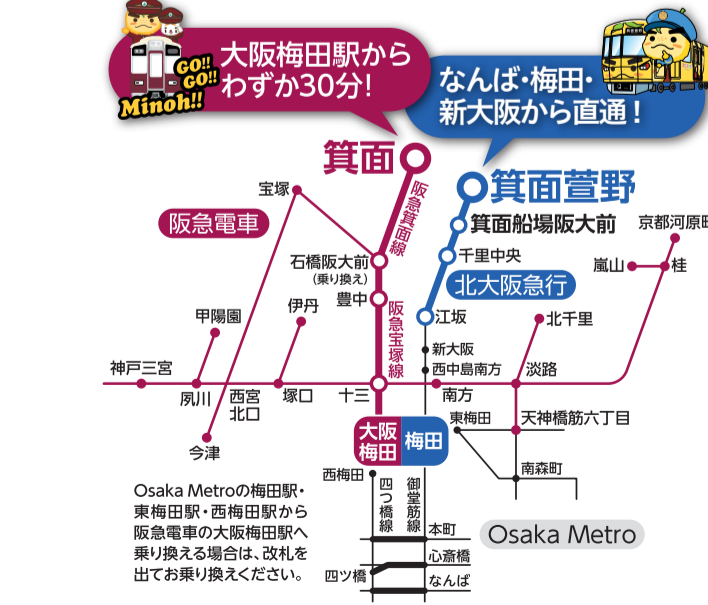 大阪梅田駅から
わずか30分!
GO!!
GO!!
Minoh!!
なんば・梅田・
新大阪から直通!
箕面
箕面萱野
宝塚
阪急電車
阪急箕面線
箕面船場阪大前
京都河原町
石橋阪大前
(乗り換え)
千里中央
嵐山
桂
北大阪急行
豊中
伊丹
甲陽園
阪急宝塚線
江坂
北千里
新大阪
西中島南方
神戸三宮
夙川
西宮
北口
塚口
十三
南方
淡路
今津
大阪
梅田
梅田
東梅田
天神橋筋六丁目
西梅田
四つ橋線
御堂筋線
南森町
Osaka Metroの梅田駅・
東梅田駅・西梅田駅から
阪急電車の大阪梅田駅へ
乗り換える場合は、改札を
出てお乗り換えください。
本町
Osaka Metro
心斎橋
四ツ橋
なんば